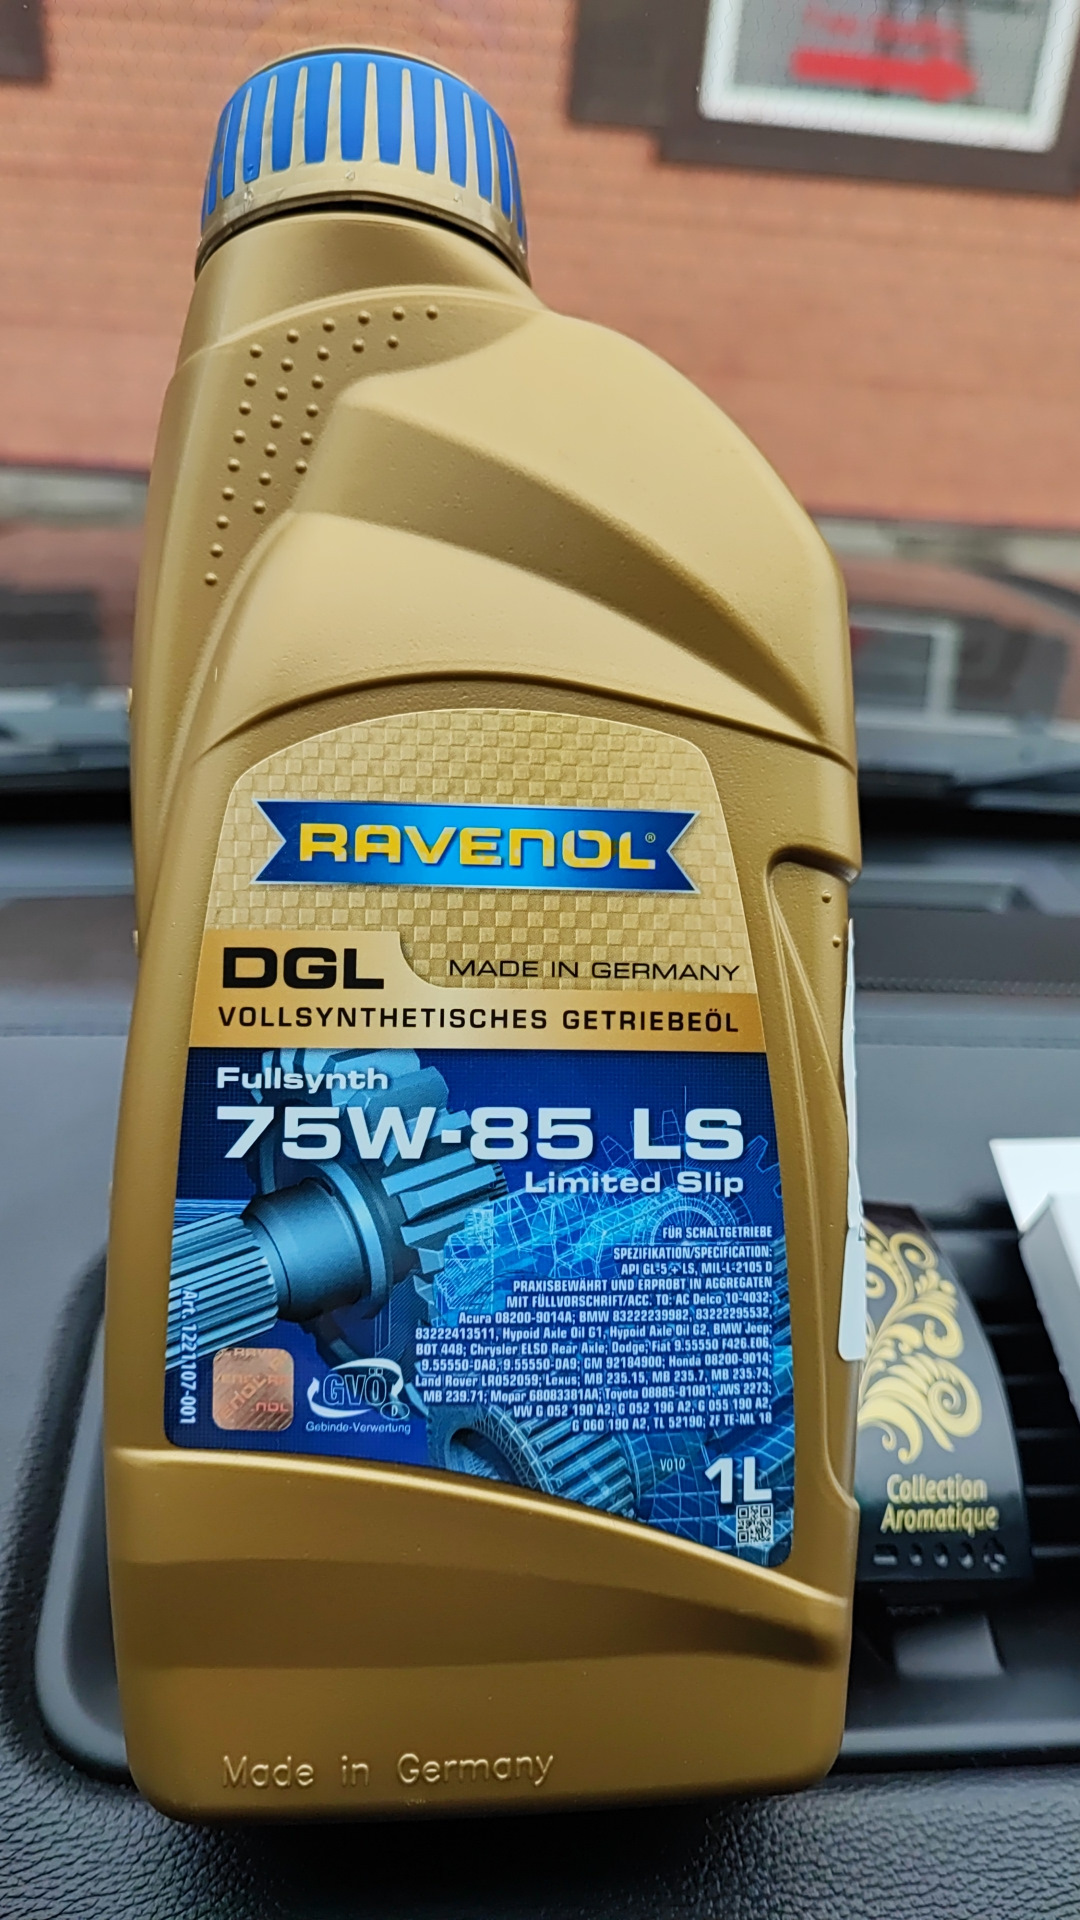 RAVENOL®
DGL
MADE IN GERMANY
VOLLSYNTHETISCHES GETRIEBEÖL
Fullsynth
75W-85 LS
Limited Slip
FÜR SCHALTGETRIEBE
SPEZIFIKATION/SPECIFICATION:
API GL-5 + LS, MIL-L-2105 D
PRAXISBEWÄHRT UND ERPROBT IN AGGREGATEN
MIT FÜLLVORSCHRIFT/ACC. TO: AC Delco 10-4032;
Acura 08200-9014A; BMW 83222239982, 83222295532,
83222413511, Hypoid Axle Oil G1, Hypoid Axle Oil G2, BMW Jeep;
BOT 448; Chrysler ELSD Rear Axle; Dodge; Fiat 9.55550 F426.E06,
9.55550-DA8, 9.55550-DA9; GM 92184900; Honda 08200-9014;
Land Rover LR052059; Lexus; MB 235.15, MB 235.7, MB 235.74,
MB 239.71; Mopar 68083381AA; Toyota 08885-81081, JWS 2273;
VW G 052 190 A2, G 052 196 A2, G 055 190 A2,
G 060 190 A2, TL 52190; ZF TE-ML 18
Art. 1221107-001
GVÖ
D
Gebinde-Verwertung
V010
1L
Made in Germany
Collection
Aromatique